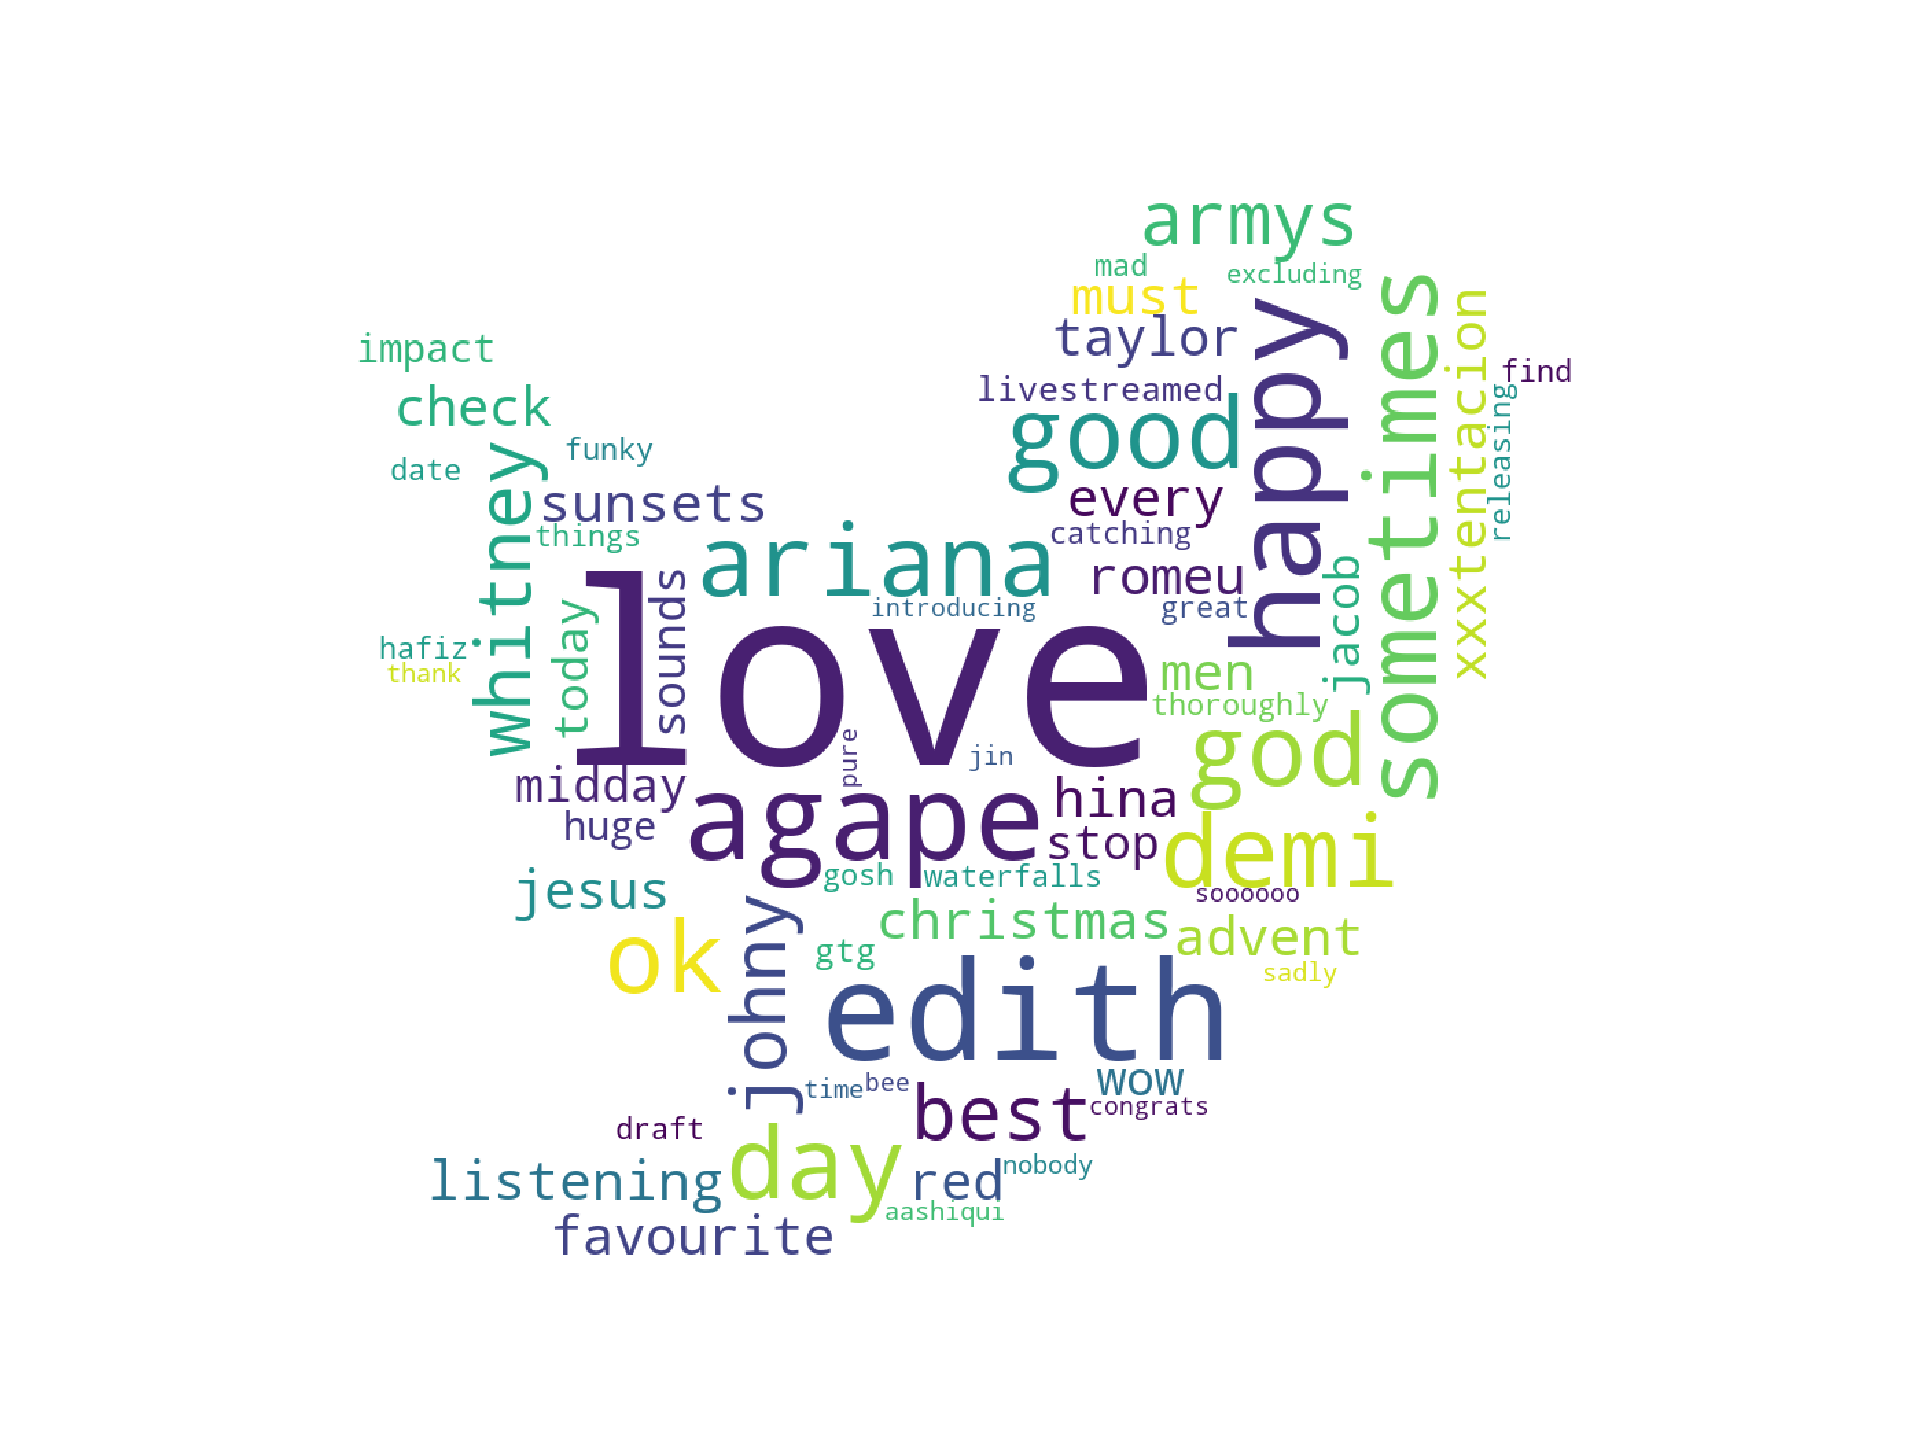 armys
mad
excluding
must
happy
sometimes
xxxtentacion
taylor
impact
find
livestreamed
releasing
check
good
funky
whitney
date
every
sunsets
things
catching
ariana
romeu
jacob
sounds
today
introducing
great
love
hafiz
thank
men
thoroughly
god
pure
jin
midday
agape
hina
huge
stop
demi
jesus
gosh
waterfalls
soooooo
johnny
christmas
advent
ok
gtg
sadly
edith
time
bee
wow
best
congrats
draft
day
listening
red
nobody
aashiqui
favourite